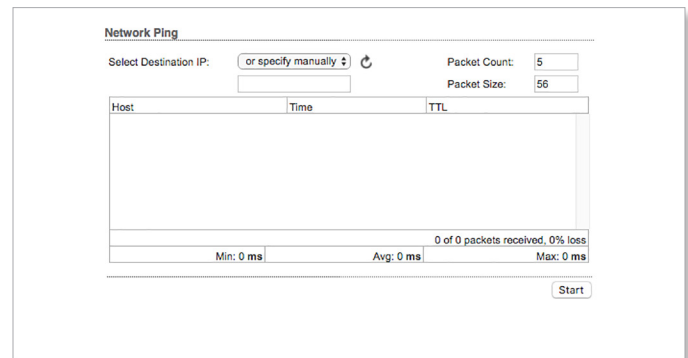 Network Ping
Select Destination IP: or specify manually Packet Count: 5
Packet Size: 56
Host Time TTL
0 of 0 packets received, 0% loss
Min: 0 ms Avg: 0 ms Max: 0 ms
Start